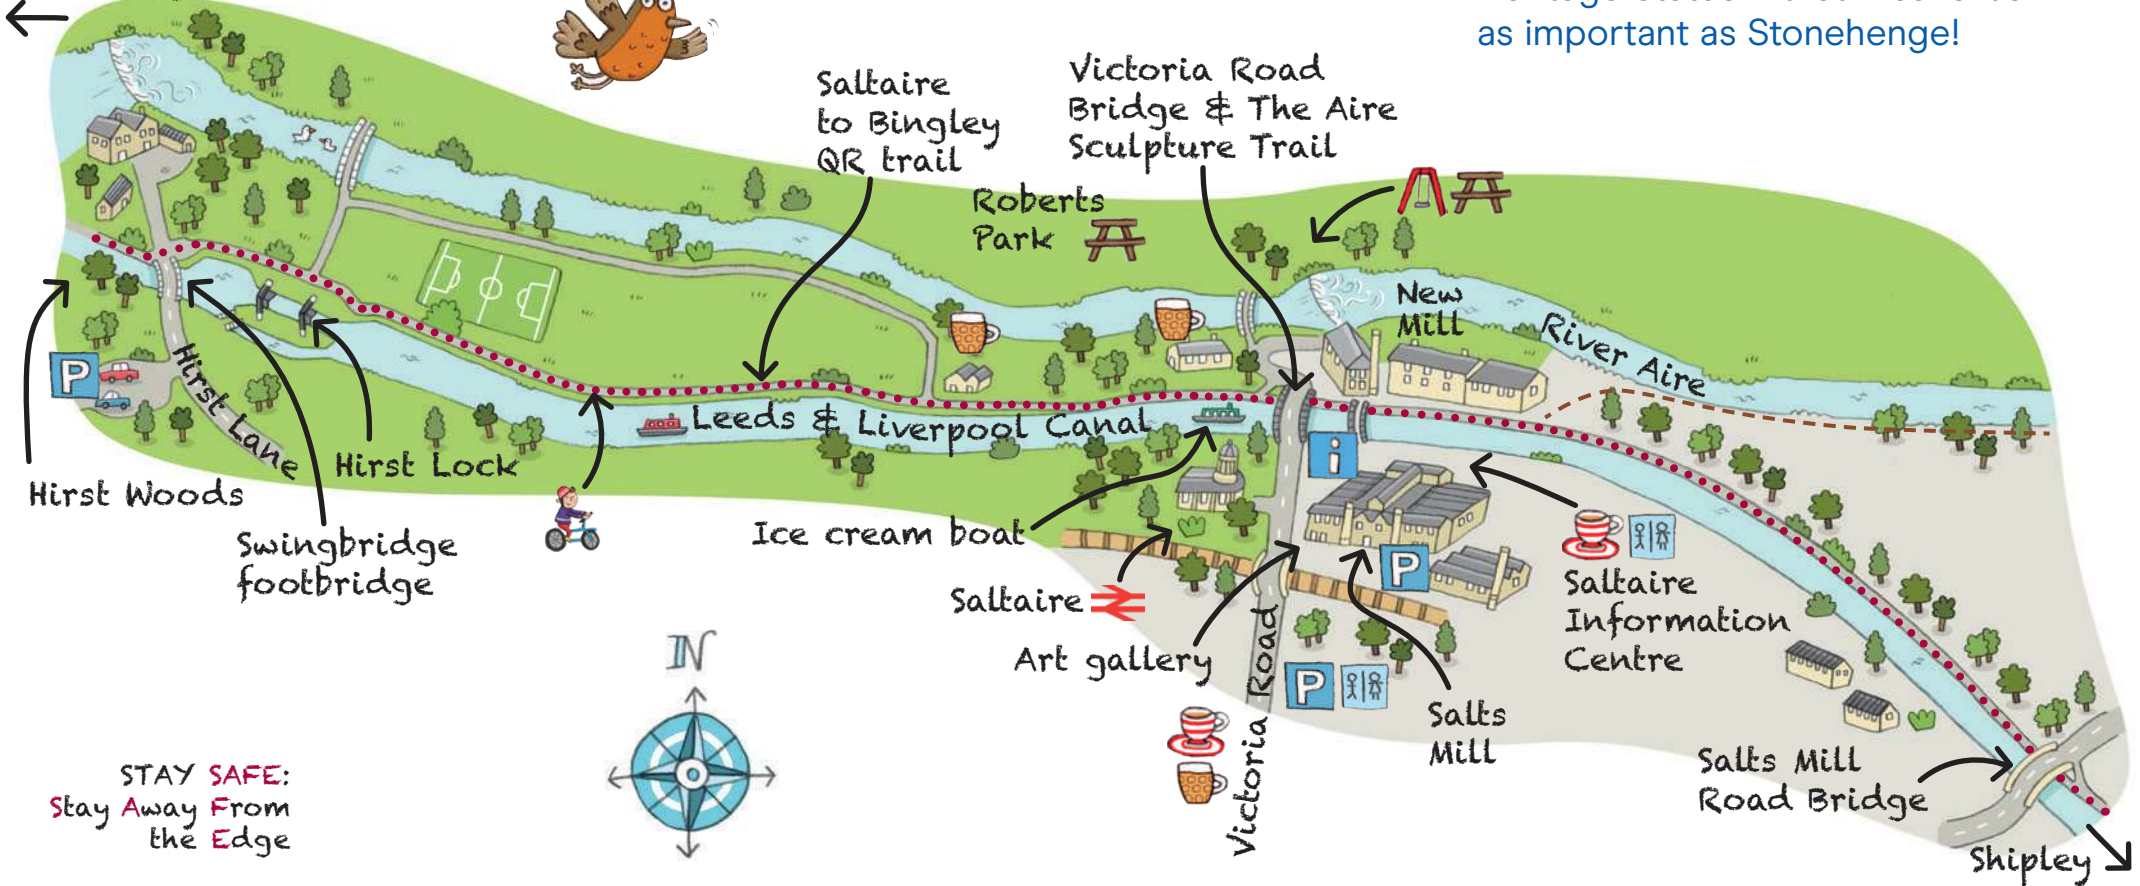 as important as Stonehenge!
Victoria Road
Bridge & The Aire
Sculpture Trail
Saltaire
to Bingley
QR trail
Roberts
Park
New
Mill
River Aire
Leeds & Liverpool Canal
Hirst Lane
P
Hirst Lock
Hirst Woods
Swingbridge
footbridge
Ice cream boat
i
Saltaire
Art gallery
P
Saltaire
Information
Centre
P
Victoria Road
Salts
Mill
Salts Mill
Road Bridge
Shipley
N
STAY SAFE:
Stay Away From
the Edge